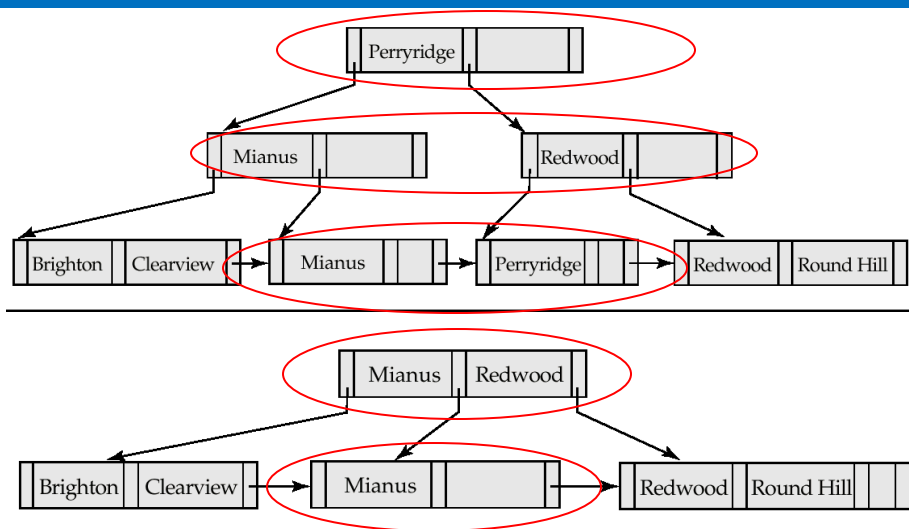 Perryridge
Mianus Redwood
Brighton Clearview Mianus Perryridge Redwood Round Hill
Mianus Redwood
Brighton Clearview Mianus Redwood Round Hill